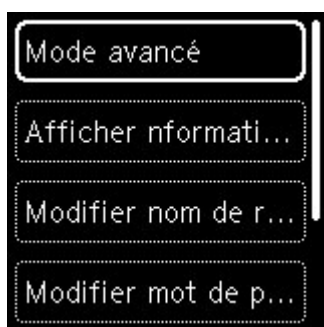 Mode avancé
Afficher nformati...
Modifier nom de r...
Modifier mot de p...